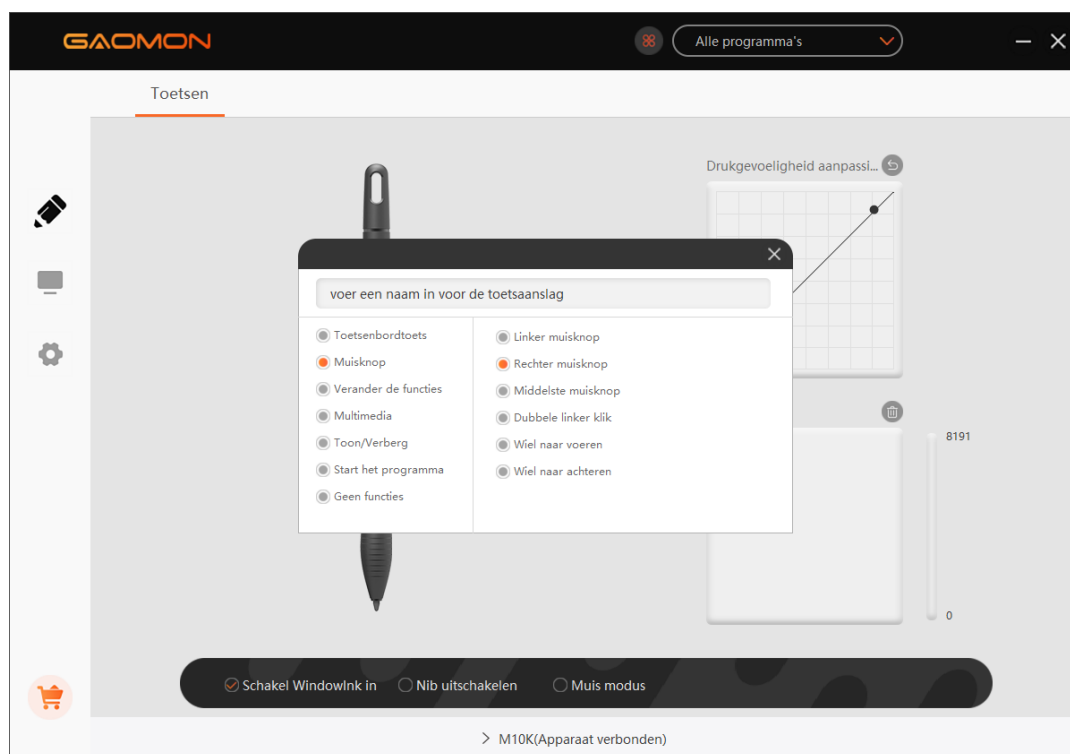 GAOMON
Alle programma's
Toetsen
Drukgevoeligheid aanpassi...
voer een naam in voor de toetsaanslag
Toetsenbordtoets
Muisknop
Verander de functies
Multimedia
Toon/Verberg
Start het programma
Geen functies
Linker muisknop
Rechter muisknop
Middelste muisknop
Dubbele linker klik
Wiel naar voeren
Wiel naar achteren
8191
0
Schakel WindowInk in
Nib uitschakelen
Muis modus
M10K(Apparaat verbonden)